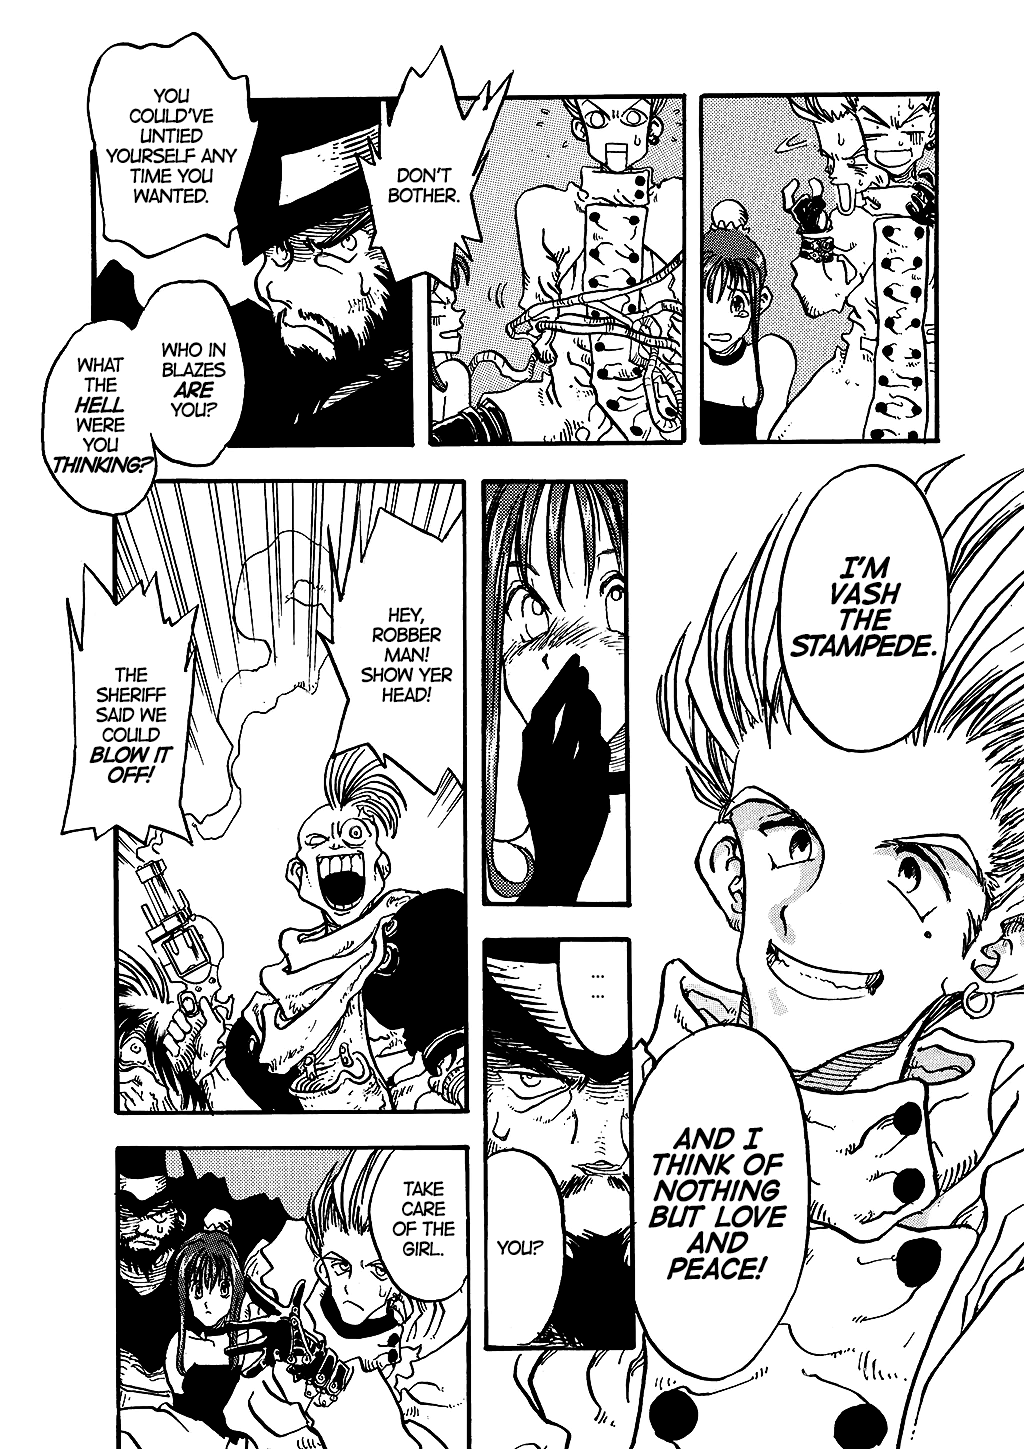 DON'T
BOTHER.
YOU
COULD'VE
UNTIED
YOURSELF ANY
TIME YOU
WANTED.
WHO IN
BLAZES
ARE
YOU?
WHAT
THE
HELL
WERE
YOU
THINKING?
I'M
VASH
THE
STAMPEDE.
AND I
THINK OF
NOTHING
BUT LOVE
AND
PEACE!
...
...
YOU?
HEY,
ROBBER
MAN!
SHOW YER
HEAD!
THE
SHERIFF
SAID WE
COULD
BLOW IT
OFF!
TAKE
CARE
OF THE
GIRL.